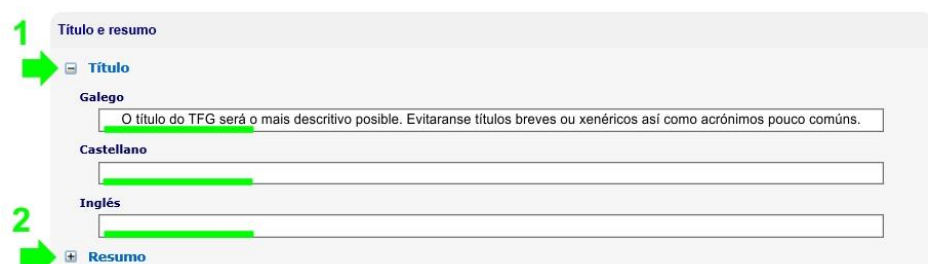 1
Título e resumo
Título
Galego
O título do TFG será o mais descritivo posible. Evitaranse títulos breves ou xenéricos así como acrónimos pouco comúns.
Castellano
Inglés
2
Resumo